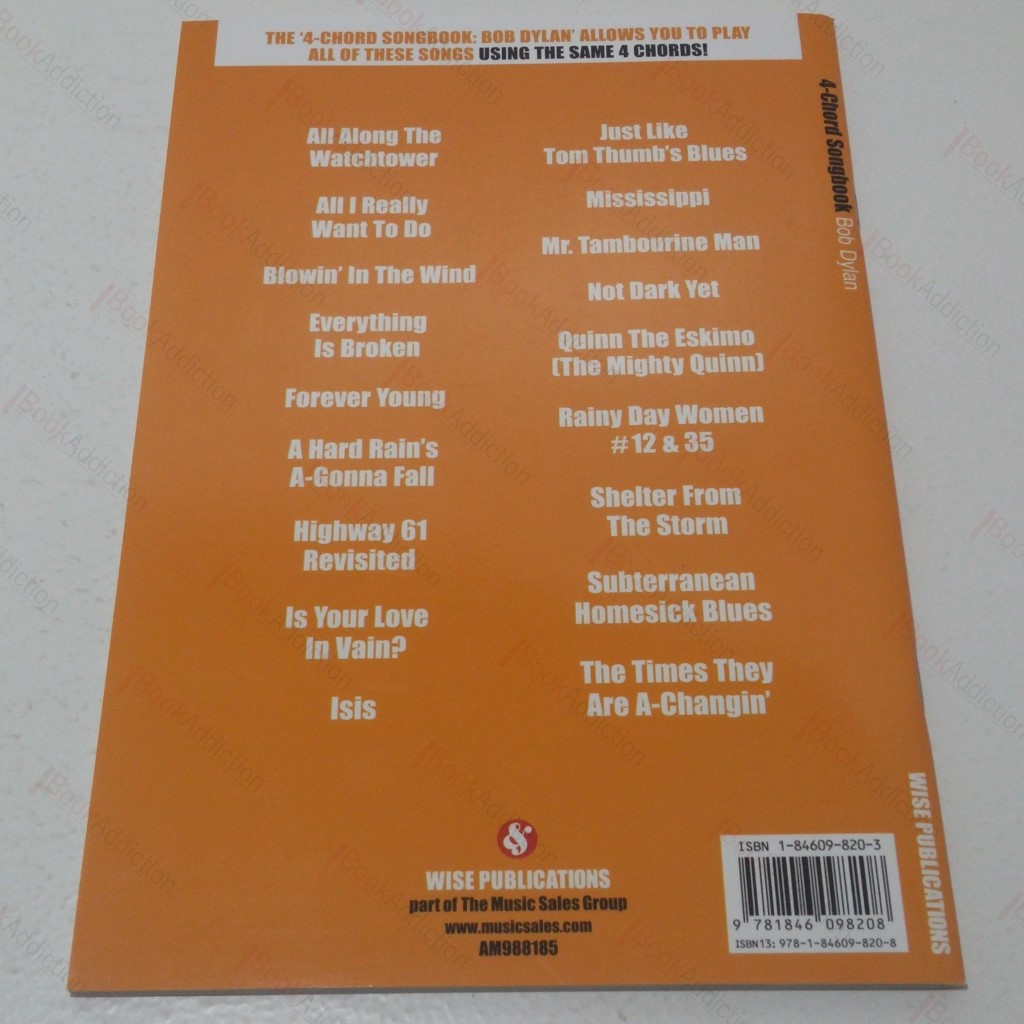 THE '4-CHORD SONGBOOK: BOB DYLAN' ALLOWS YOU TO PLAY
ALL OF THESE SONGS USING THE SAME 4 CHORDS!
All Along The
Watchtower
All I Really
Want To Do
Blowin' In The Wind
Everything
Is Broken
Forever Young
A Hard Rain's
A-Gonna Fall
Highway 61
Revisited
Is Your Love
In Vain?
Isis
Just Like
Tom Thumb's Blues
Mississippi
Mr. Tambourine Man
Not Dark Yet
Quinn The Eskimo
(The Mighty Quinn)
Rainy Day Women
#12 & 35
Shelter From
The Storm
Subterranean
Homesick Blues
The Times They
Are A-Changin'
WISE PUBLICATIONS
part of The Music Sales Group
www.musicsales.com
AM988185
ISBN 1-84609-820-3
9 781846 098208
ISBN13: 978-1-84609-820-8
4-Chord Songbook Bob Dylan
WISE PUBLICATIONS
BookAddiction